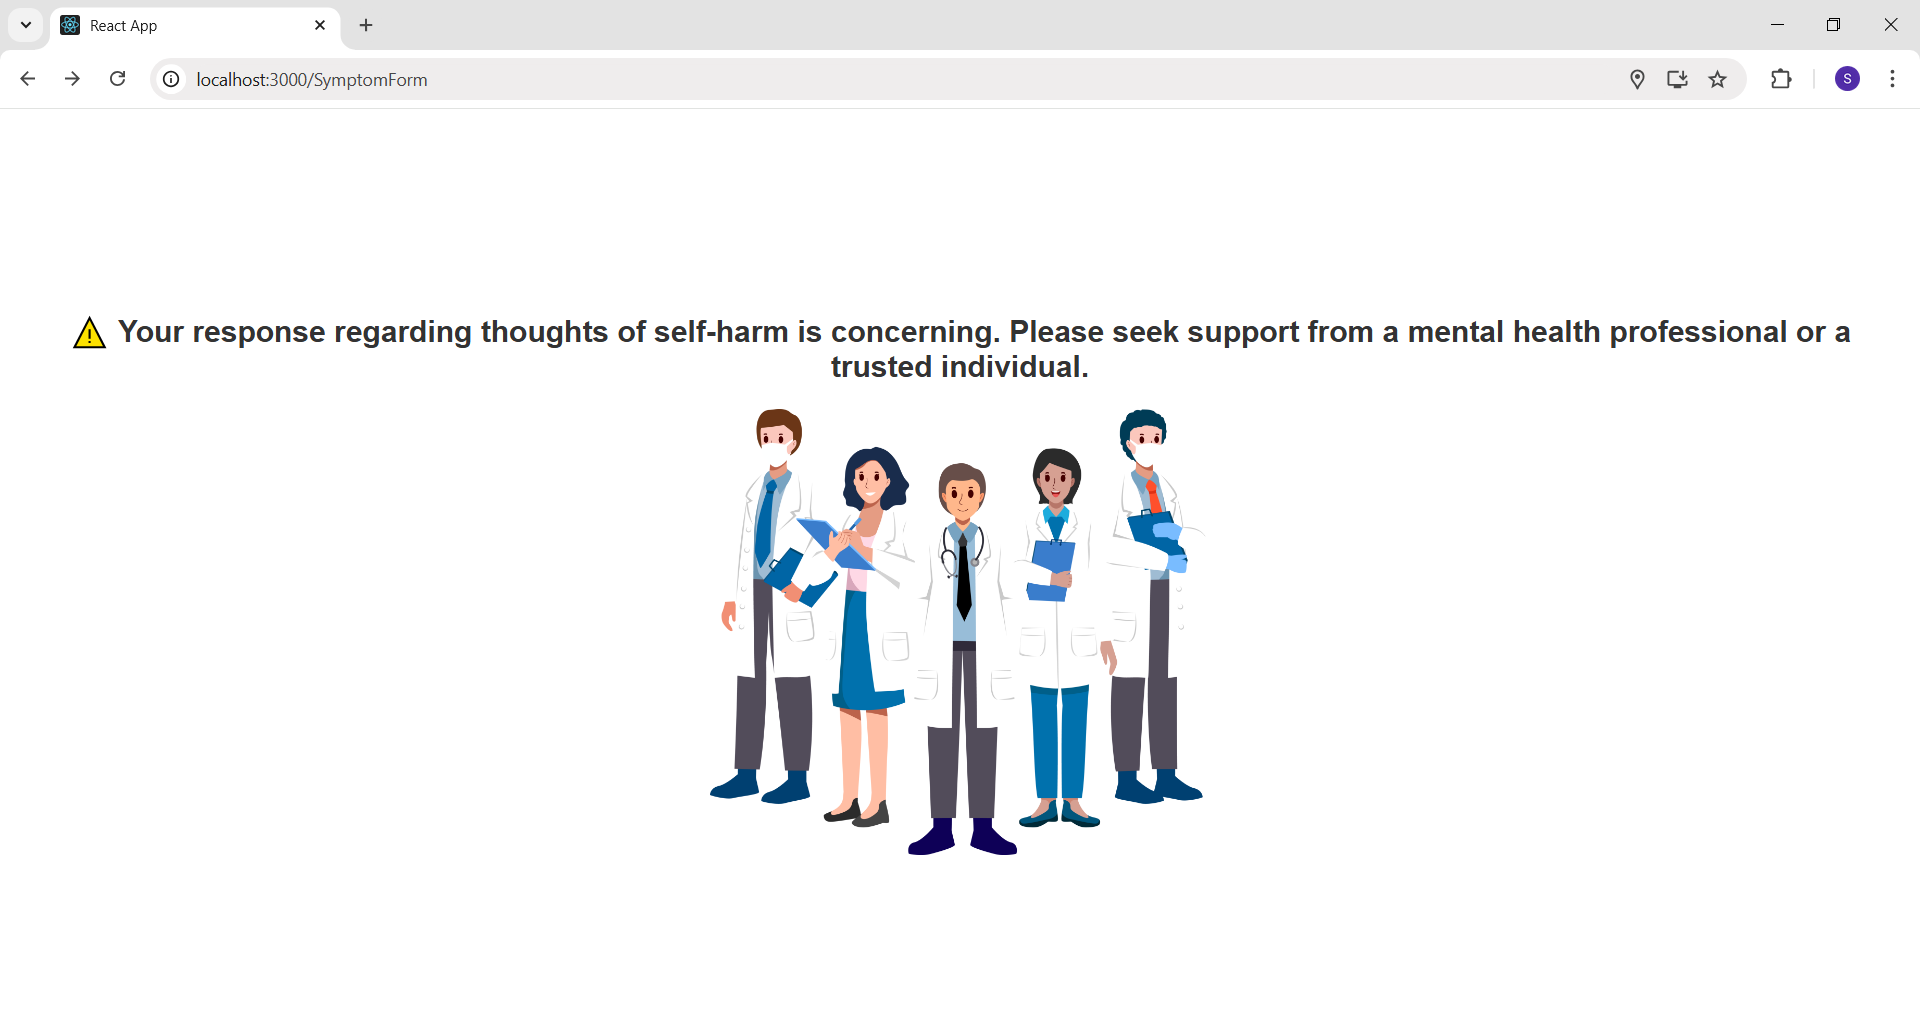 React App
localhost:3000/SymptomForm
S
⚠ Your response regarding thoughts of self-harm is concerning. Please seek support from a mental health professional or a
trusted individual.